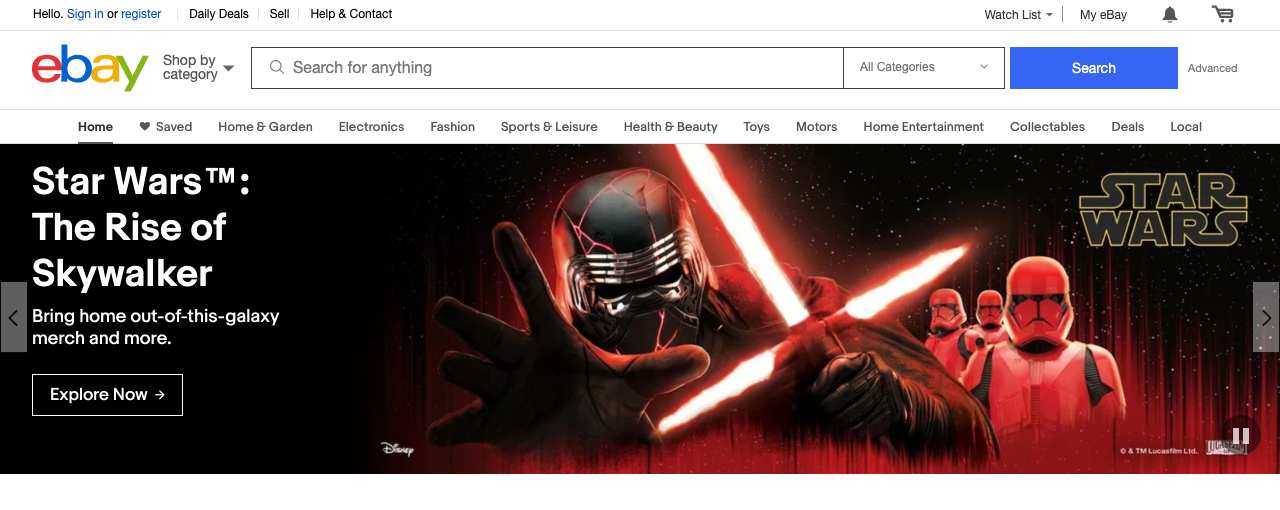 Hello. Sign in or register
Daily Deals
Sell
Help & Contact
Watch List
My eBay
ebay
Shop by
category
Search for anything
All Categories
Search
Advanced
Home
Saved
Home & Garden
Electronics
Fashion
Sports & Leisure
Health & Beauty
Toys
Motors
Home Entertainment
Collectables
Deals
Local
Star Wars™:
The Rise of
Skywalker
Bring home out-of-this-galaxy
merch and more.
Explore Now →
STAR
WARS
Disney
© & TM Lucasfilm Ltd.